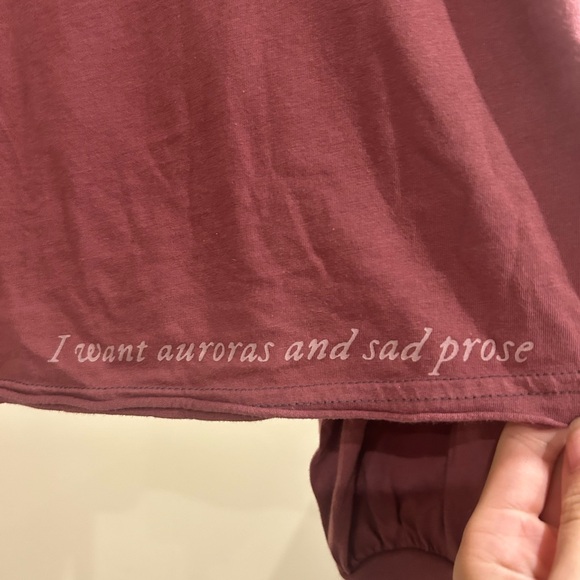 I want auroras and sad prose